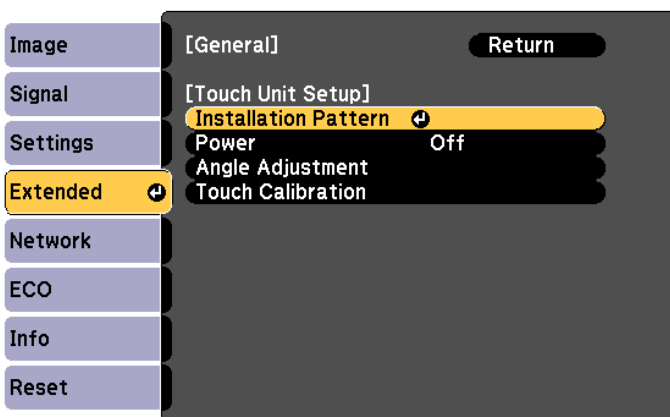 Image
Signal
Settings
Extended
Network
ECO
Info
Reset
[General] Return
[Touch Unit Setup]
Installation Pattern
Power Off
Angle Adjustment
Touch Calibration